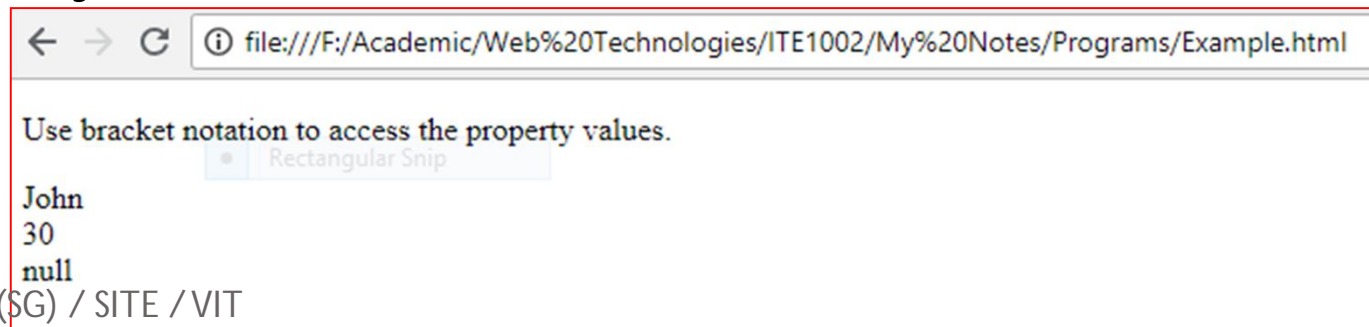 file:///F:/Academic/Web%20Technologies/ITE1002/My%20Notes/Programs/Example.html
Use bracket notation to access the property values.
Rectangular Snip
John
30
null
(SG) / SITE / VIT